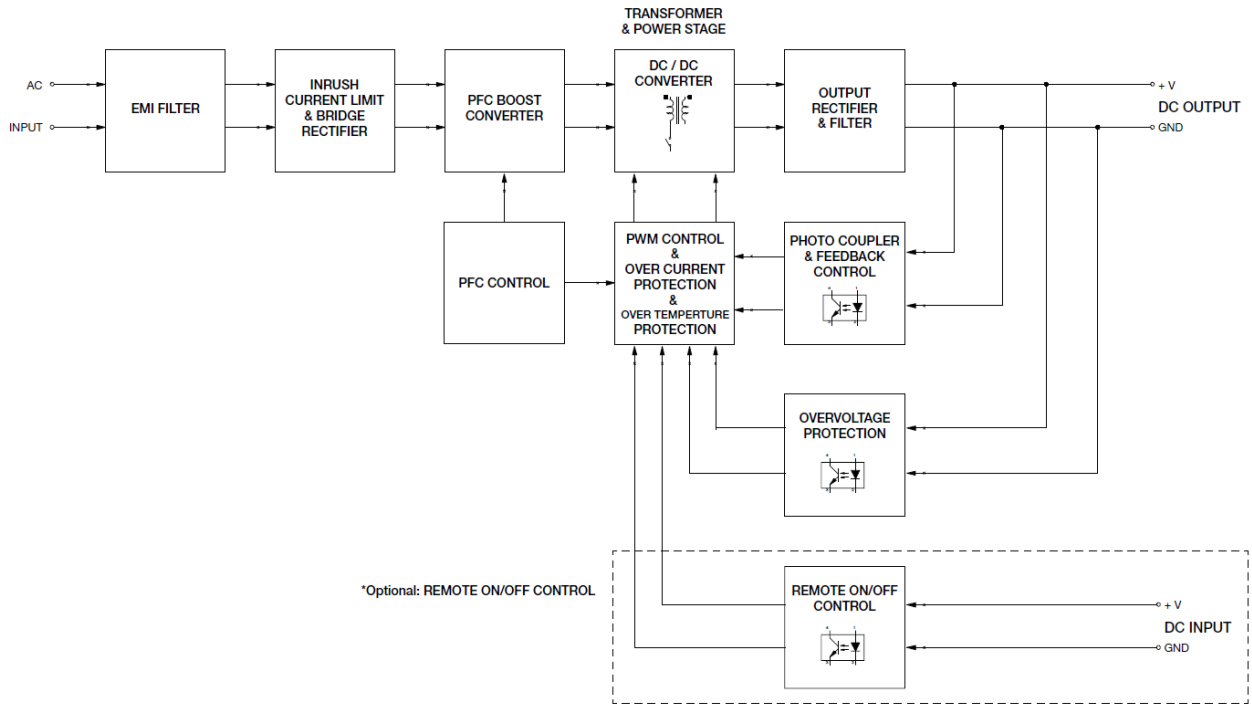 TRANSFORMER
& POWER STAGE
AC
INPUT
EMI FILTER
INRUSH
CURRENT LIMIT
& BRIDGE
RECTIFIER
PFC BOOST
CONVERTER
DC / DC
CONVERTER
OUTPUT
RECTIFIER
& FILTER
+ V
DC OUTPUT
GND
PFC CONTROL
PWM CONTROL
&
OVER CURRENT
PROTECTION
&
OVER TEMPERTURE
PROTECTION
PHOTO COUPLER
& FEEDBACK
CONTROL
OVERVOLTAGE
PROTECTION
*Optional: REMOTE ON/OFF CONTROL
REMOTE ON/OFF
CONTROL
+ V
DC INPUT
GND